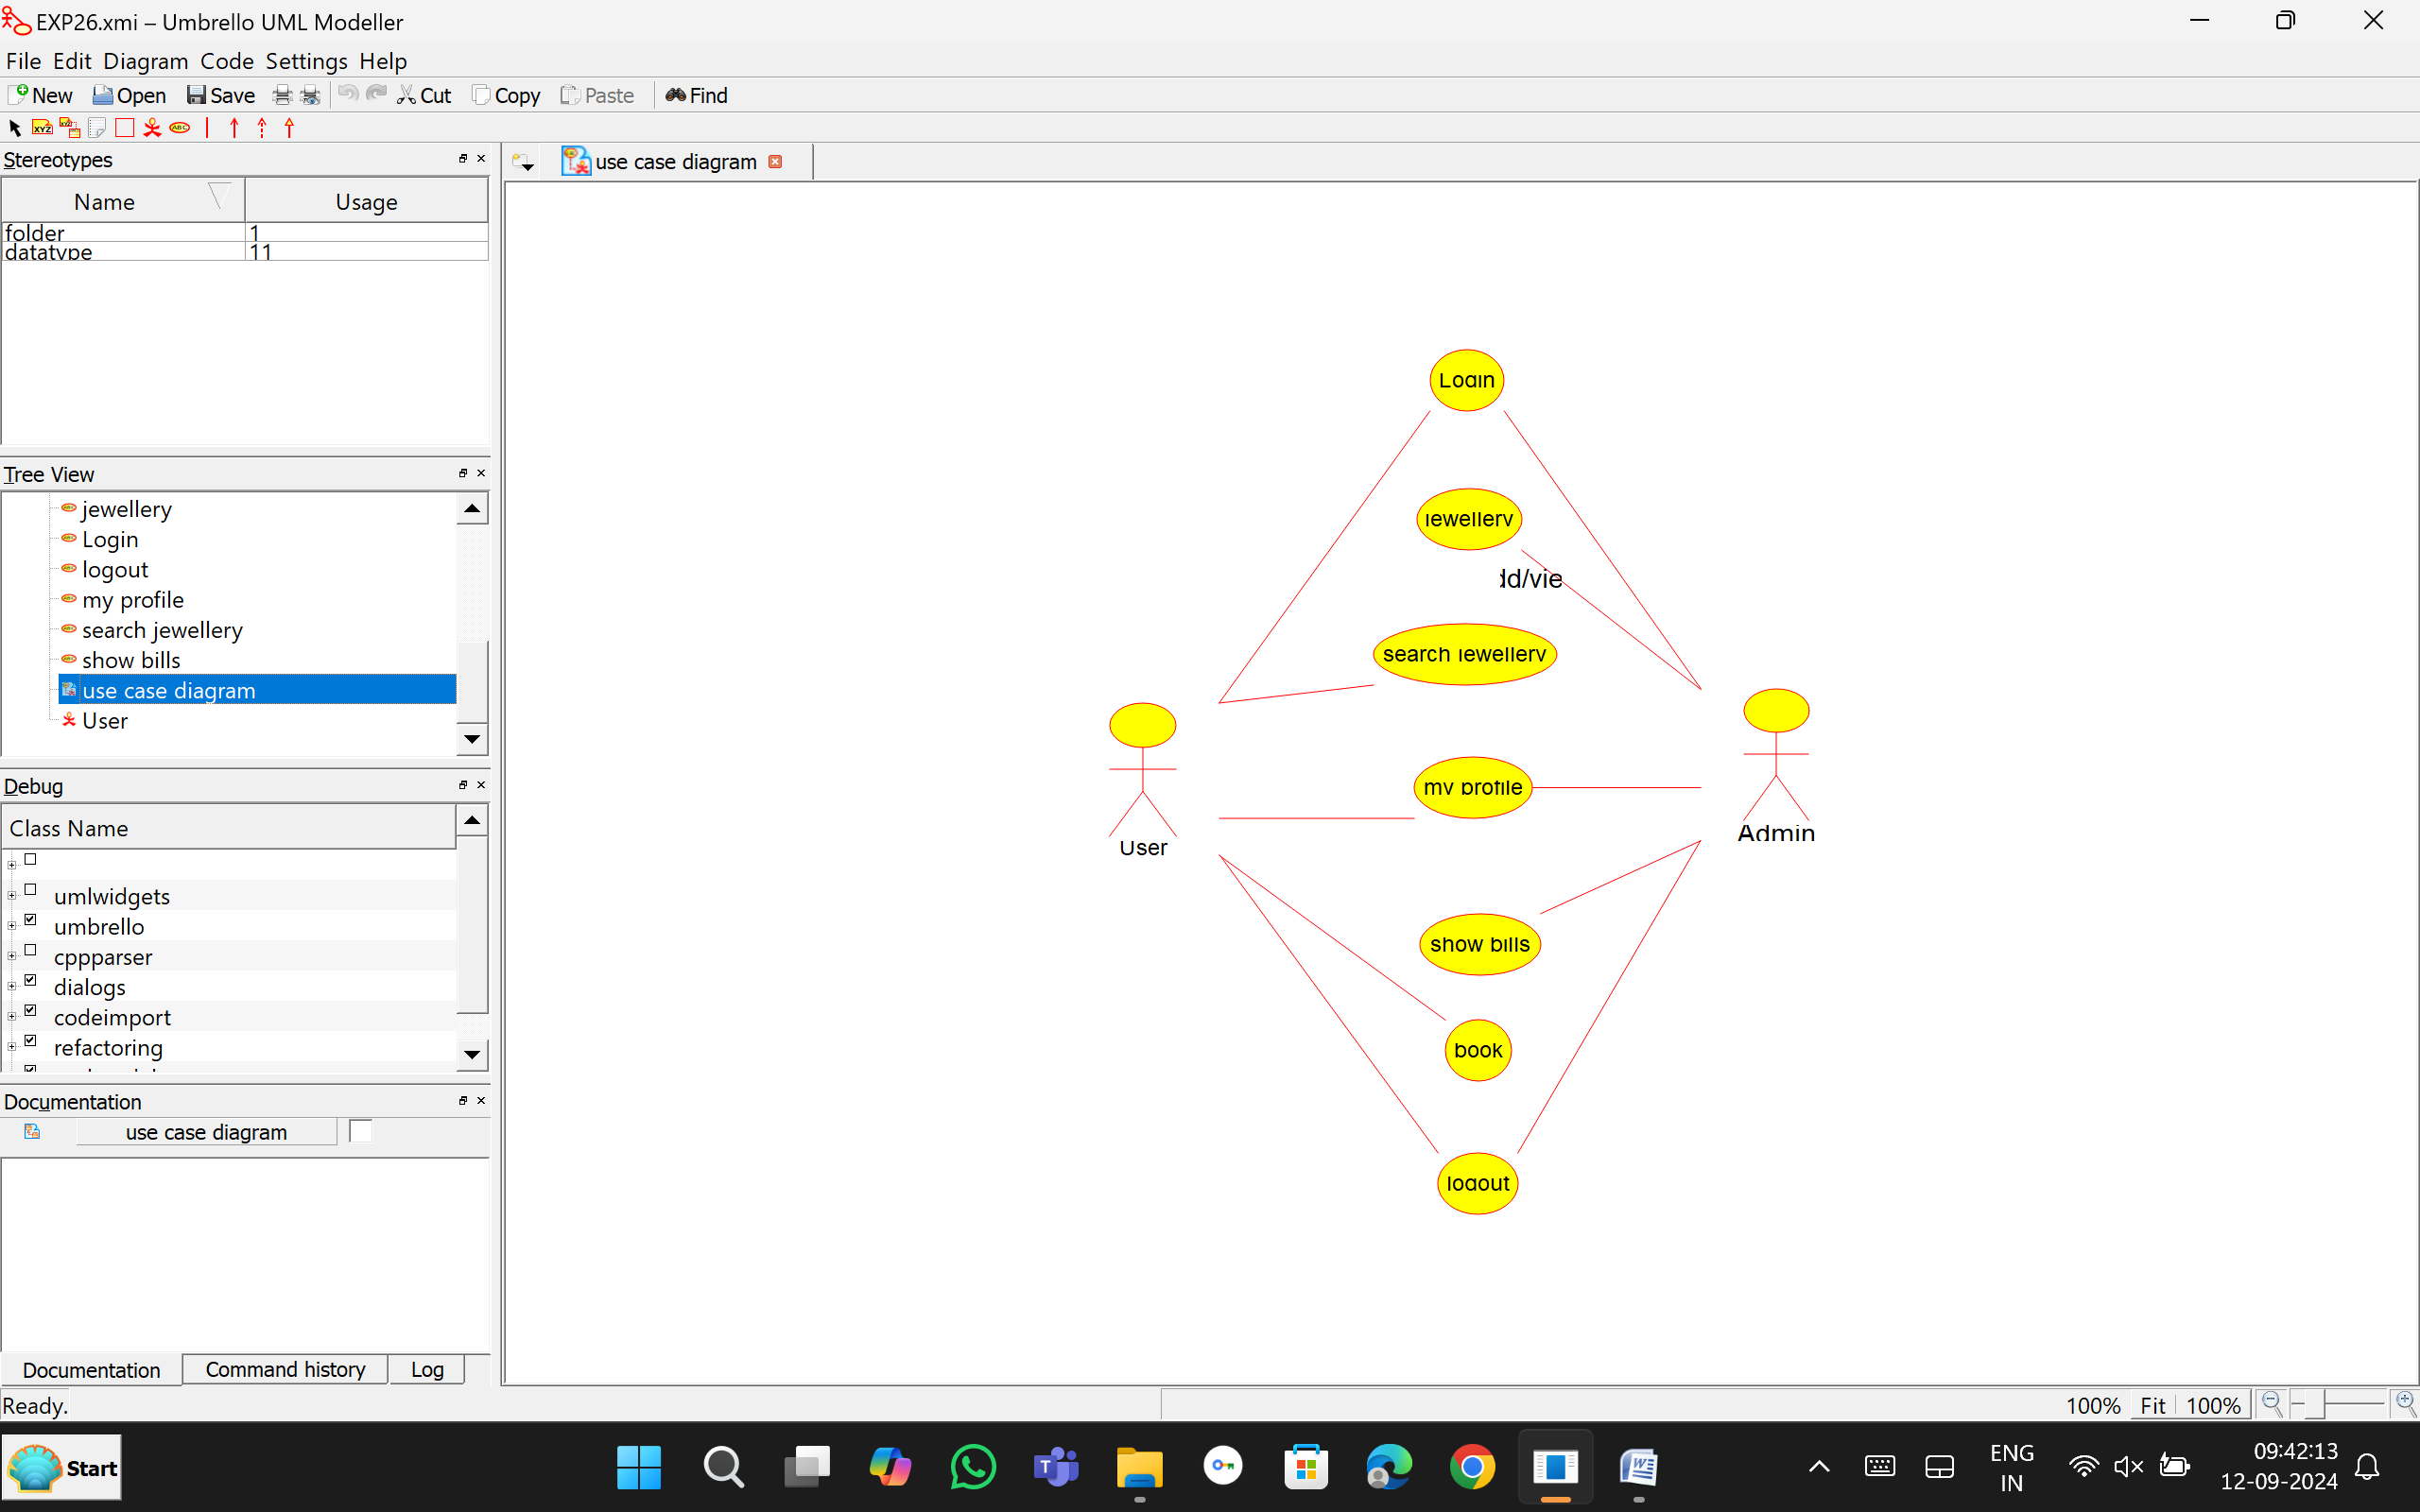 EXP26.xmi – Umbrello UML Modeller
File Edit Diagram Code Settings Help
New Open Save Cut Copy Paste Find
Stereotypes
use case diagram
Name Usage
folder 1
datatype 11
Tree View
jewellery
Login
logout
my profile
search jewellery
show bills
use case diagram
User
Debug
Class Name
umlwidgets
umbrello
cppparser
dialogs
codeimport
refactoring
Documentation
use case diagram
Documentation Command history Log
Login
jewellery
dd/vie
search jewellery
my profile
User
Admin
show bills
book
logout
Ready.
100% Fit 100%
Start
ENG
IN
09:42:13
12-09-2024